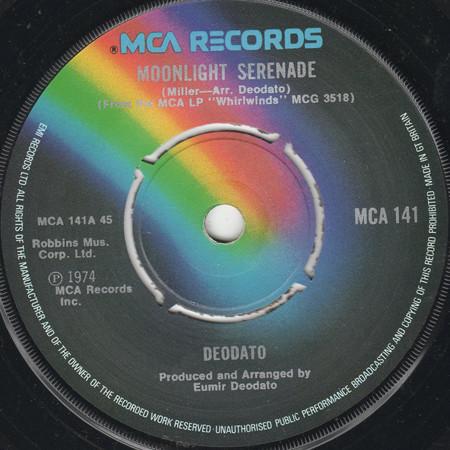 ®MCA RECORDS
MOONLIGHT SERENADE
(Miller—Arr. Deodato)
(From the MCA LP "Whirlwinds" MCG 3518)
MCA 141A 45
Robbins Mus.
Corp. Ltd.
Ⓟ 1974
MCA Records
Inc.
MCA 141
DEODATO
Produced and Arranged by
Eumir Deodato
EMI RECORDS LTD ALL RIGHTS OF THE MANUFACTURER AND OF THE OWNER OF THE RECORDED WORK RESERVED · UNAUTHORISED PUBLIC PERFORMANCE BROADCASTING AND COPYING OF THIS RECORD PROHIBITED MADE IN GT BRITAIN